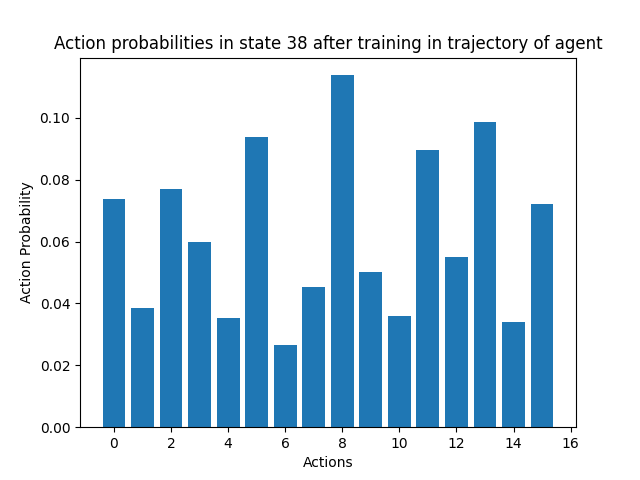 Action probabilities in state 38 after training in trajectory of agent
0.10
0.08
0.06
0.04
0.02
0.00
Action Probability
0 2 4 6 8 10 12 14 16
Actions